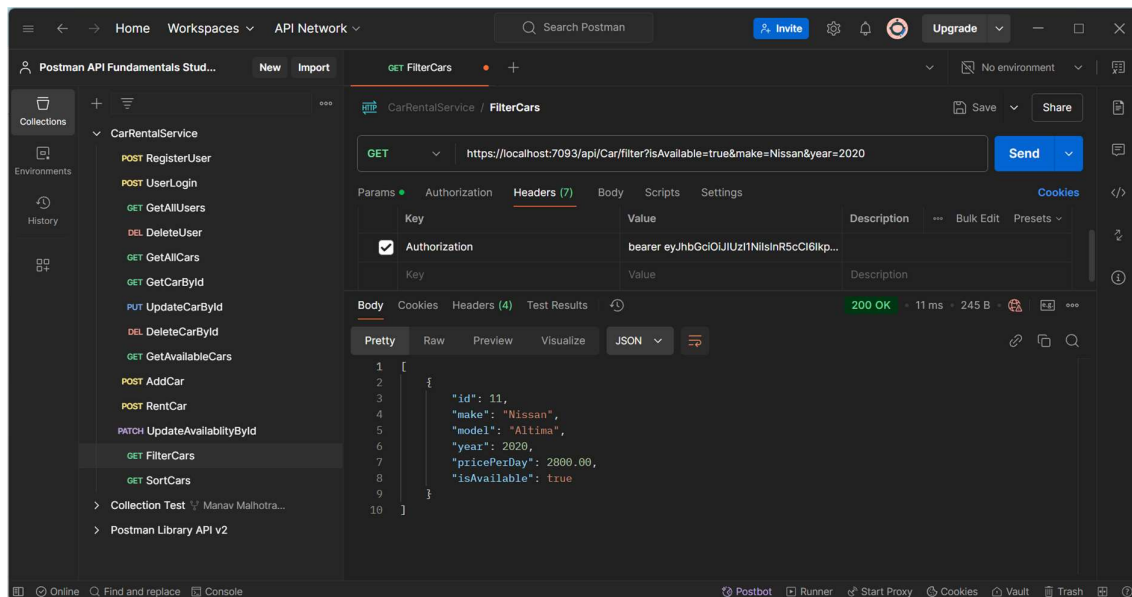 Home Workspaces API Network Search Postman Invite Upgrade
Postman API Fundamentals Stud... New Import GET FilterCars No environment
Collections
Environments
History
CarRentalService
POST RegisterUser
POST UserLogin
GET GetAllUsers
DEL DeleteUser
GET GetAllCars
GET GetCarById
PUT UpdateCarById
DEL DeleteCarById
GET GetAvailableCars
POST AddCar
POST RentCar
PATCH UpdateAvailablityById
GET FilterCars
GET SortCars
Collection Test Manav Malhotra...
Postman Library API v2
HTTP CarRentalService / FilterCars Save Share
GET https://localhost:7093/api/Car/filter?isAvailable=true&make=Nissan&year=2020 Send
Params Authorization Headers (7) Body Scripts Settings Cookies
Key Value Description Bulk Edit Presets
Authorization bearer eyJhbGciOiJIUzI1NiIsInR5cCI6Ikp...
Key Value Description
Body Cookies Headers (4) Test Results 200 OK 11 ms 245 B e.g.
Pretty Raw Preview Visualize JSON
1 [
2 {
3 "id": 11,
4 "make": "Nissan",
5 "model": "Altima",
6 "year": 2020,
7 "pricePerDay": 2800.00,
8 "isAvailable": true
9 }
10 ]
Online Find and replace Console Postbot Runner Start Proxy Cookies Vault Trash